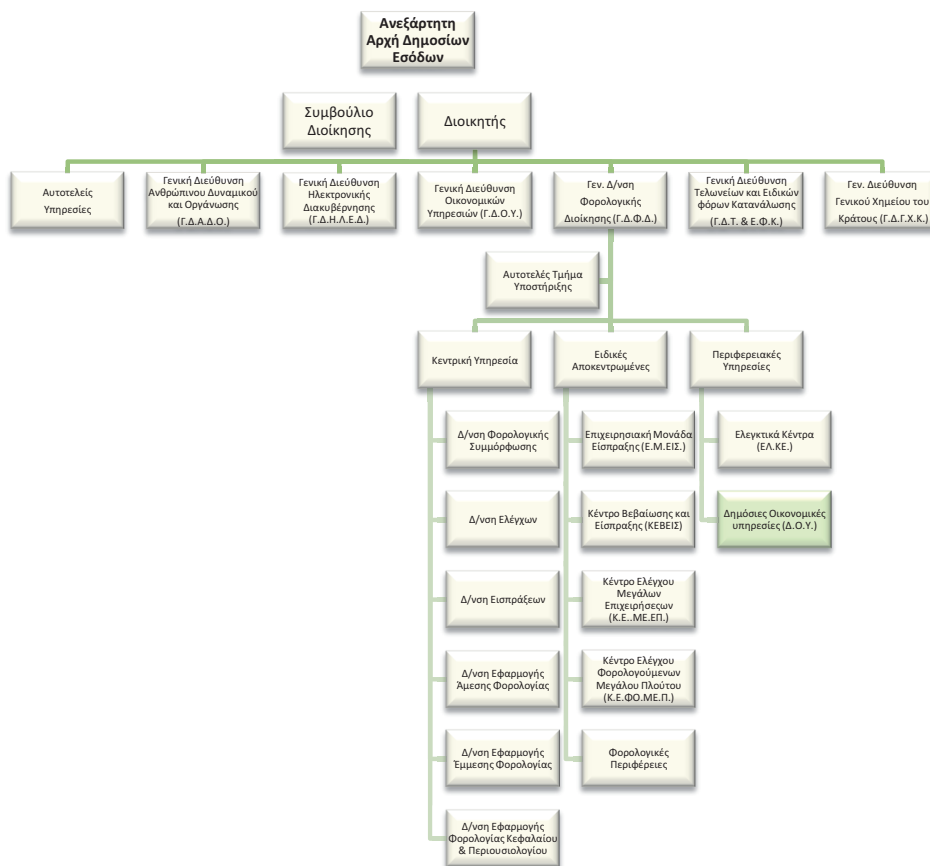 Ανεξάρτητη
Αρχή Δημοσίων
Εσόδων
Συμβούλιο
Διοίκησης
Διοικητής
Αυτοτελείς
Υπηρεσίες
Γενική Διεύθυνση
Ανθρώπινου Δυναμικού
και Οργάνωσης
(Γ.Δ.Α.Δ.Ο.)
Γενική Διεύθυνση
Ηλεκτρονικής
Διακυβέρνησης
(Γ.Δ.Η.Λ.Ε.Δ.)
Γενική Διεύθυνση
Οικονομικών
Υπηρεσιών (Γ.Δ.Ο.Υ.)
Γεν. Δ/νση
Φορολογικής
Διοίκησης (Γ.Δ.Φ.Δ.)
Γενική Διεύθυνση
Τελωνείων και Ειδικών
φόρων Κατανάλωσης
(Γ.Δ.Τ. & Ε.Φ.Κ.)
Γεν. Διεύθυνση
Γενικού Χημείου του
Κράτους (Γ.Δ.Γ.Χ.Κ.)
Αυτοτελές Τμήμα
Υποστήριξης
Κεντρική Υπηρεσία
Ειδικές
Αποκεντρωμένες
Περιφερειακές
Υπηρεσίες
Δ/νση Φορολογικής
Συμμόρφωσης
Δ/νση Ελέγχων
Δ/νση Εισπράξεων
Δ/νση Εφαρμογής
Άμεσης Φορολογίας
Δ/νση Εφαρμογής
Έμμεσης Φορολογίας
Δ/νση Εφαρμογής
Φορολογίας Κεφαλαίου
& Περιουσιολογίου
Επιχειρησιακή Μονάδα
Είσπραξης (Ε.Μ.ΕΙΣ.)
Κέντρο Βεβαίωσης και
Είσπραξης (ΚΕΒΕΙΣ)
Κέντρο Ελέγχου
Μεγάλων
Επιχειρήσεςων
(Κ.Ε..ΜΕ.ΕΠ.)
Κέντρο Ελέγχου
Φορολογούμενων
Μεγάλου Πλούτου
(Κ.Ε.ΦΟ.ΜΕ.Π.)
Φορολογικές
Περιφέρειες
Ελεγκτικά Κέντρα
(ΕΛ.ΚΕ.)
Δημόσιες Οικονομικές
υπηρεσίες (Δ.Ο.Υ.)